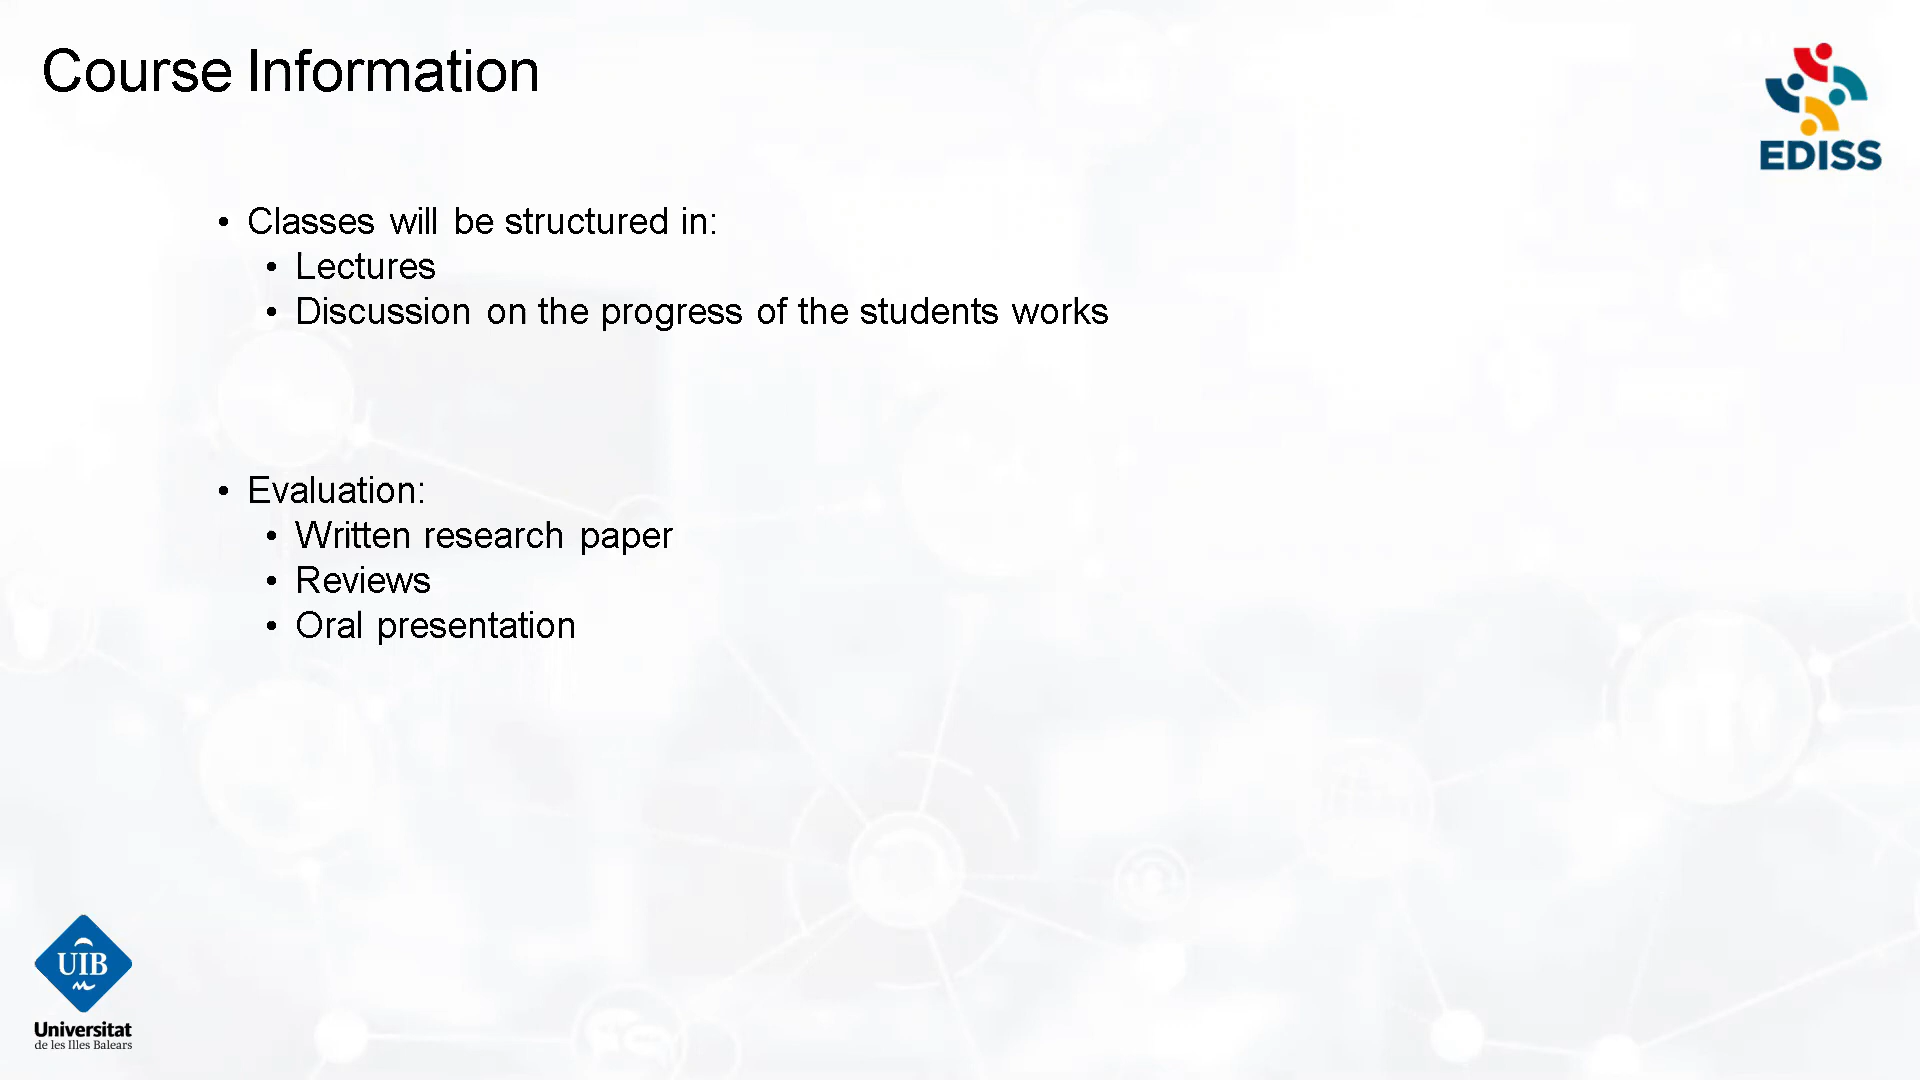 Course Information
EDISS
• Classes will be structured in:
• Lectures
• Discussion on the progress of the students works
• Evaluation:
• Written research paper
• Reviews
• Oral presentation
UIB
Universitat
de les Illes Balears